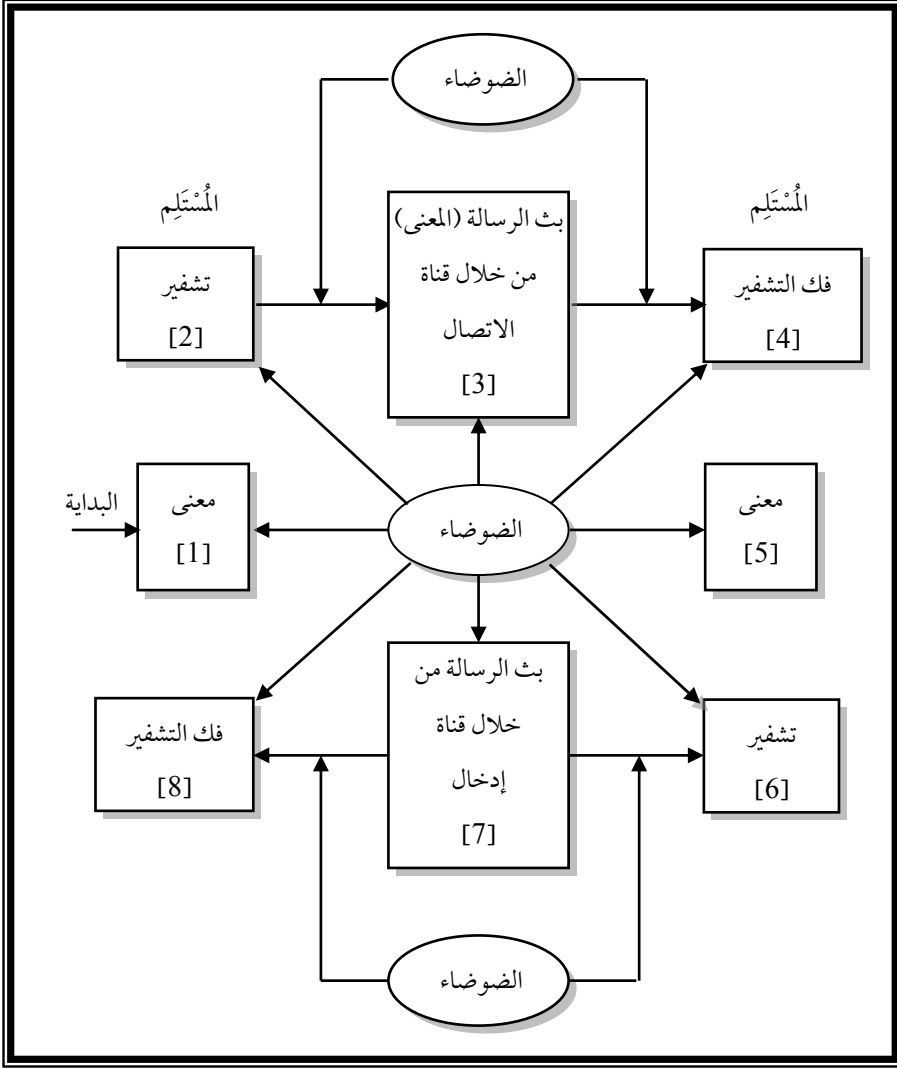 الضوضاء
المُسْتَلِم
المُسْتَلِم
بث الرسالة (المعنى)
من خلال قناة
الاتصال
[3]
فك التشفير
[4]
تشفير
[2]
معنى
[5]
الضوضاء
معنى
[1]
البداية
بث الرسالة من
خلال قناة
إدخال
[7]
تشفير
[6]
فك التشفير
[8]
الضوضاء